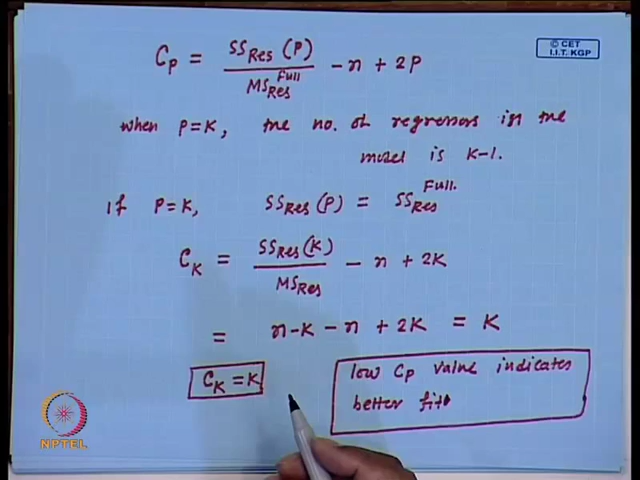 © CET
I.I.T. KGP
Cp = SSRes(P) / MSRes^Full − n + 2P
when P=K, the no. of regressors in the
model is K-1.
If P=K, SSRes(P) = SSRes^Full.
CK = SSRes(K) / MSRes − n + 2K
= n-K − n + 2K = K
CK = K
low Cp value indicates
better fit
NPTEL